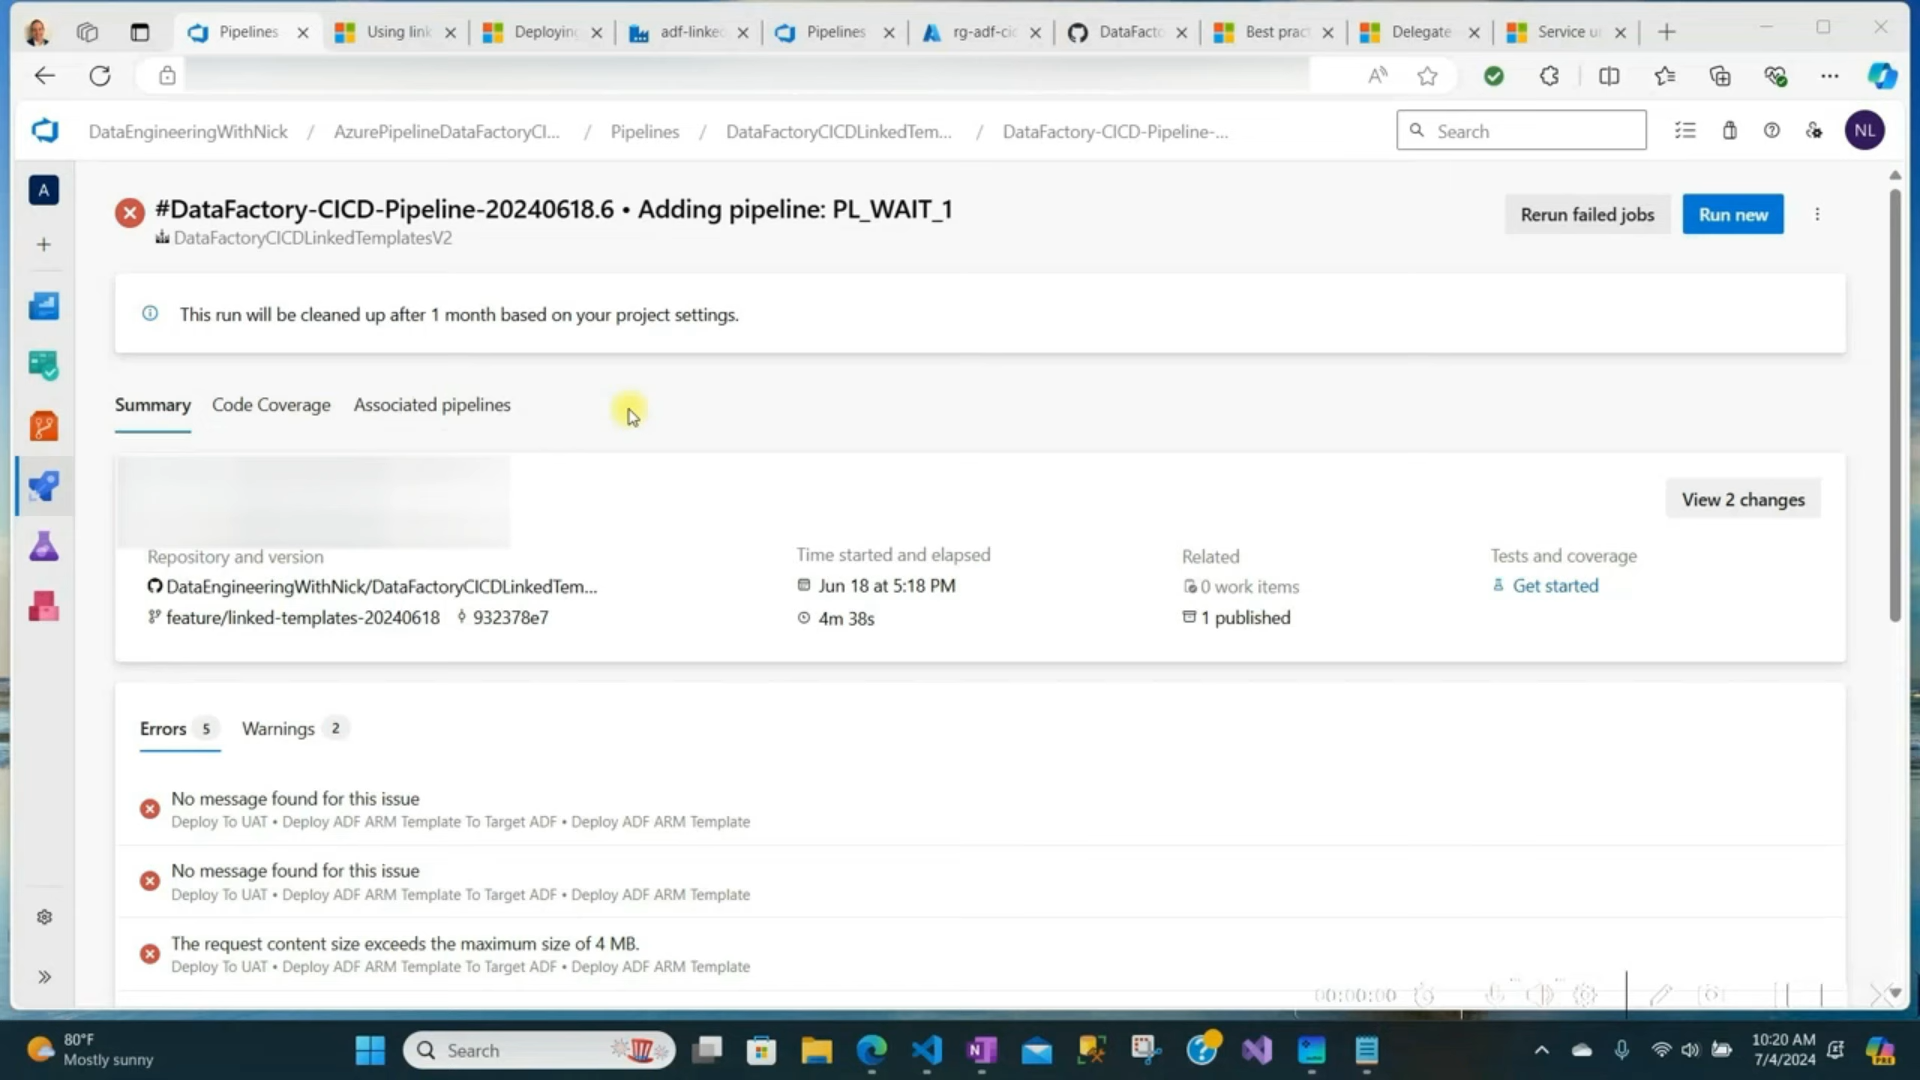 Pipelines
Using link
Deploying
adf-linke
Pipelines
rg-adf-cic
DataFacto
Best pract
Delegate
Service u
DataEngineeringWithNick / AzurePipelineDataFactoryCI... / Pipelines / DataFactoryCICDLinkedTem... / DataFactory-CICD-Pipeline-...
Search
NL
A
#DataFactory-CICD-Pipeline-20240618.6 • Adding pipeline: PL_WAIT_1
DataFactoryCICDLinkedTemplatesV2
Rerun failed jobs
Run new
This run will be cleaned up after 1 month based on your project settings.
Summary
Code Coverage
Associated pipelines
View 2 changes
Repository and version
DataEngineeringWithNick/DataFactoryCICDLinkedTem...
feature/linked-templates-20240618 932378e7
Time started and elapsed
Jun 18 at 5:18 PM
4m 38s
Related
0 work items
1 published
Tests and coverage
Get started
Errors 5
Warnings 2
No message found for this issue
Deploy To UAT • Deploy ADF ARM Template To Target ADF • Deploy ADF ARM Template
No message found for this issue
Deploy To UAT • Deploy ADF ARM Template To Target ADF • Deploy ADF ARM Template
The request content size exceeds the maximum size of 4 MB.
Deploy To UAT • Deploy ADF ARM Template To Target ADF • Deploy ADF ARM Template
00:00:00
80°F
Mostly sunny
Search
10:20 AM
7/4/2024